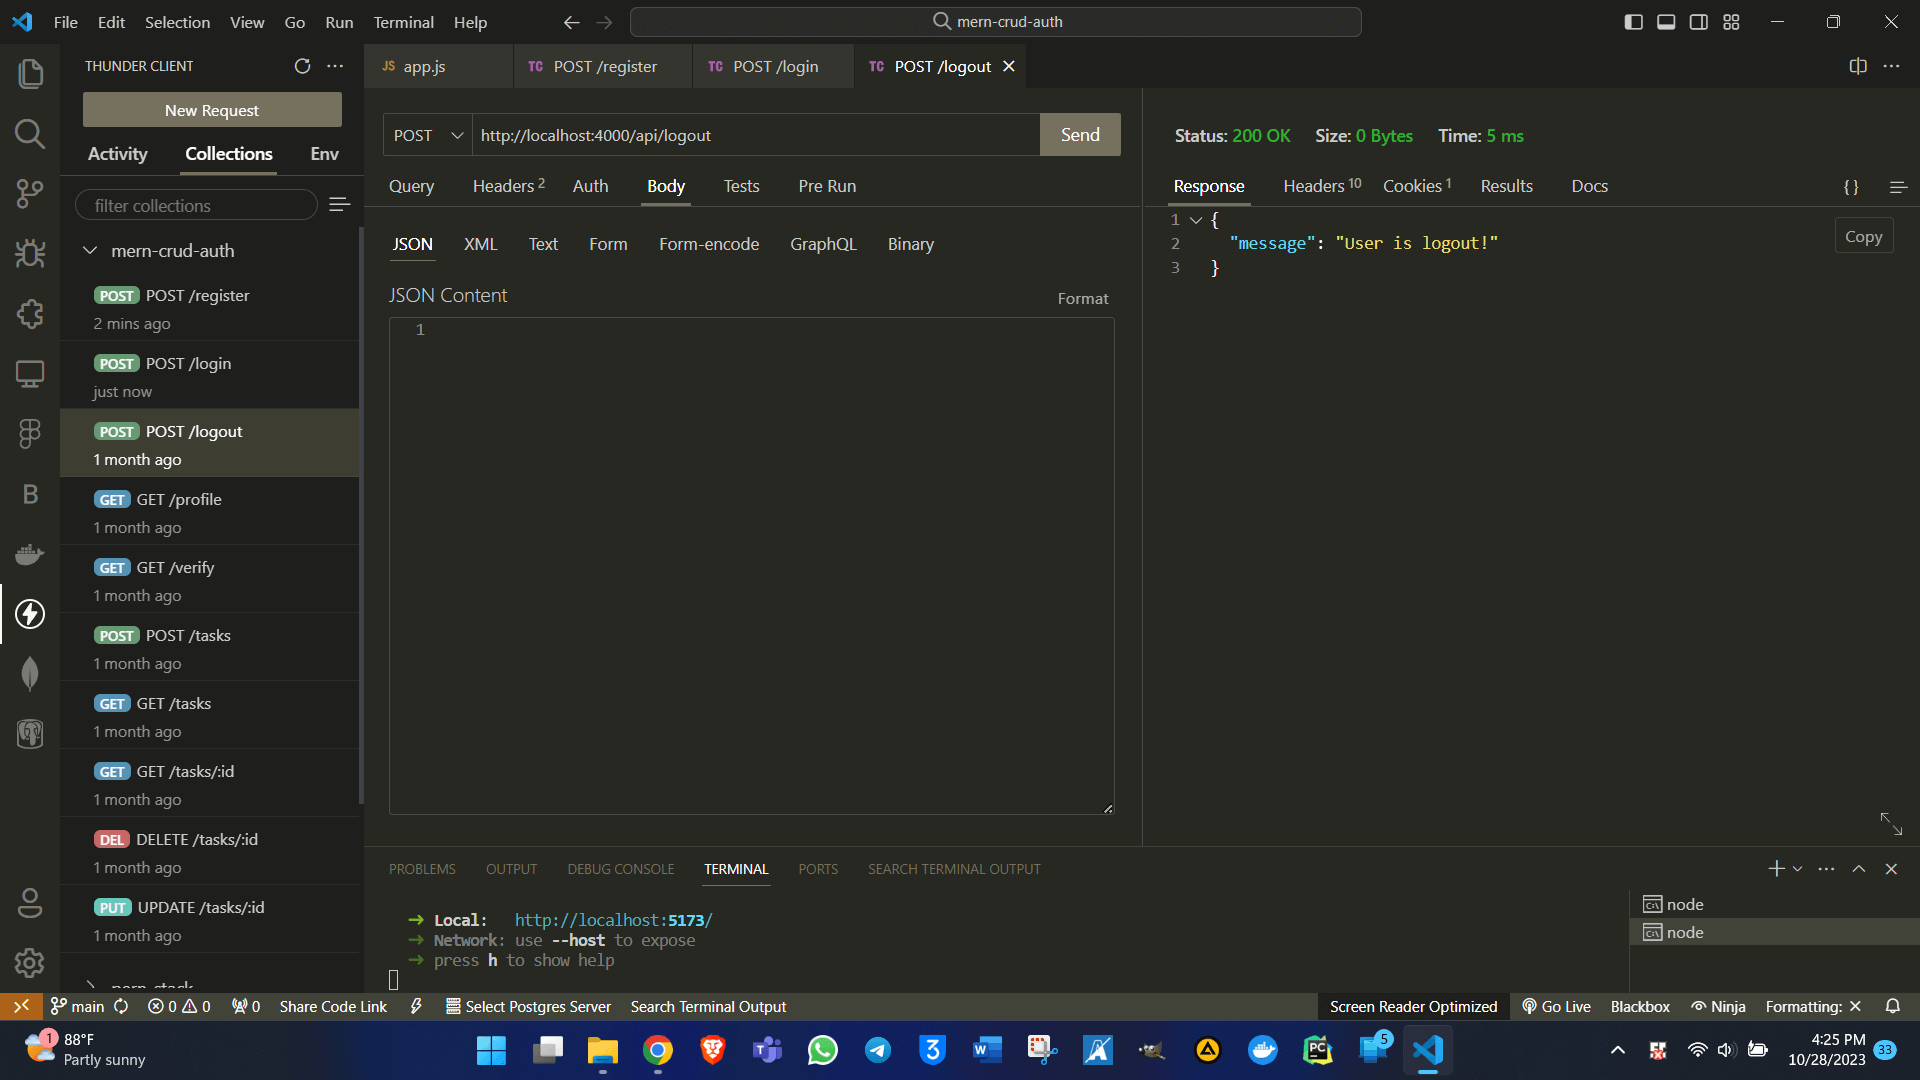 File Edit Selection View Go Run Terminal Help
mern-crud-auth
THUNDER CLIENT
New Request
Activity Collections Env
filter collections
mern-crud-auth
POST POST /register
2 mins ago
POST POST /login
just now
POST POST /logout
1 month ago
GET GET /profile
1 month ago
GET GET /verify
1 month ago
POST POST /tasks
1 month ago
GET GET /tasks
1 month ago
GET GET /tasks/:id
1 month ago
DEL DELETE /tasks/:id
1 month ago
PUT UPDATE /tasks/:id
1 month ago
JS app.js
TC POST /register
TC POST /login
TC POST /logout
POST http://localhost:4000/api/logout Send
Query Headers 2 Auth Body Tests Pre Run
JSON XML Text Form Form-encode GraphQL Binary
JSON Content
Format
1
Status: 200 OK Size: 0 Bytes Time: 5 ms
Response Headers 10 Cookies 1 Results Docs { }
1 {
2 "message": "User is logout!"
3 }
Copy
PROBLEMS OUTPUT DEBUG CONSOLE TERMINAL PORTS SEARCH TERMINAL OUTPUT
➜ Local: http://localhost:5173/
➜ Network: use --host to expose
➜ press h to show help
node
node
main 0 0 0 Share Code Link Select Postgres Server Search Terminal Output
Screen Reader Optimized Go Live Blackbox Ninja Formatting: ✕
1
88°F
Partly sunny
5
4:25 PM
10/28/2023
33